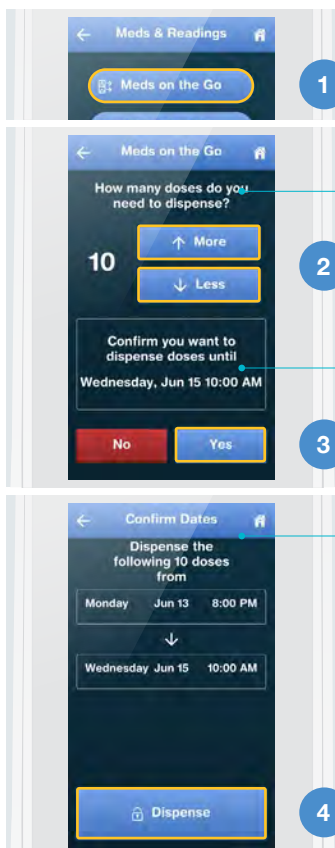 Meds & Readings
Meds on the Go
1
Meds on the Go
How many doses do you
need to dispense?
10
More
Less
2
Confirm you want to
dispense doses until
Wednesday, Jun 15 10:00 AM
No
Yes
3
Confirm Dates
Dispense the
following 10 doses
from
Monday Jun 13 8:00 PM
Wednesday Jun 15 10:00 AM
Dispense
4